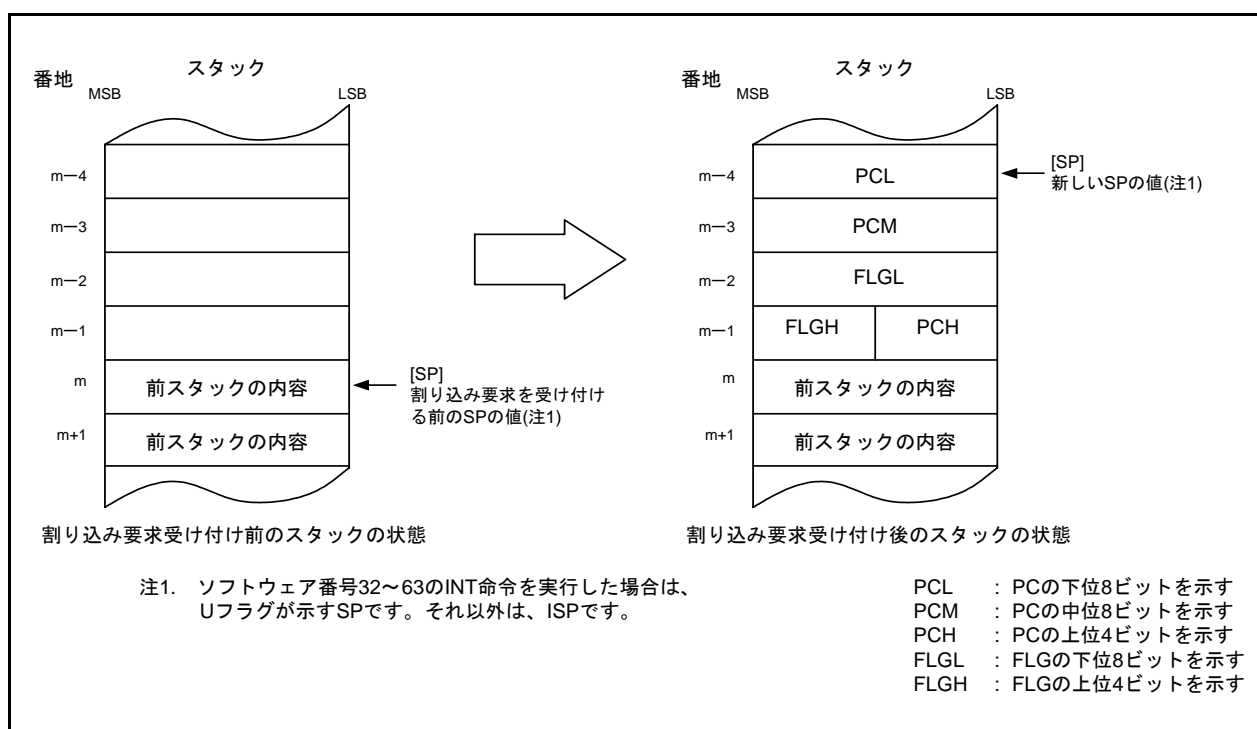 スタック
番地
MSB
LSB
m—4
m—3
m—2
m—1
m
前スタックの内容
m+1
前スタックの内容
[SP]
割り込み要求を受け付け
る前のSPの値(注1)
割り込み要求受け付け前のスタックの状態
スタック
番地
MSB
LSB
m—4
PCL
[SP]
新しいSPの値(注1)
m—3
PCM
m—2
FLGL
m—1
FLGH
PCH
m
前スタックの内容
m+1
前スタックの内容
割り込み要求受け付け後のスタックの状態
注1. ソフトウェア番号32～63のINT命令を実行した場合は、
Uフラグが示すSPです。それ以外は、ISPです。
PCL : PCの下位8ビットを示す
PCM : PCの中位8ビットを示す
PCH : PCの上位4ビットを示す
FLGL : FLGの下位8ビットを示す
FLGH : FLGの上位4ビットを示す